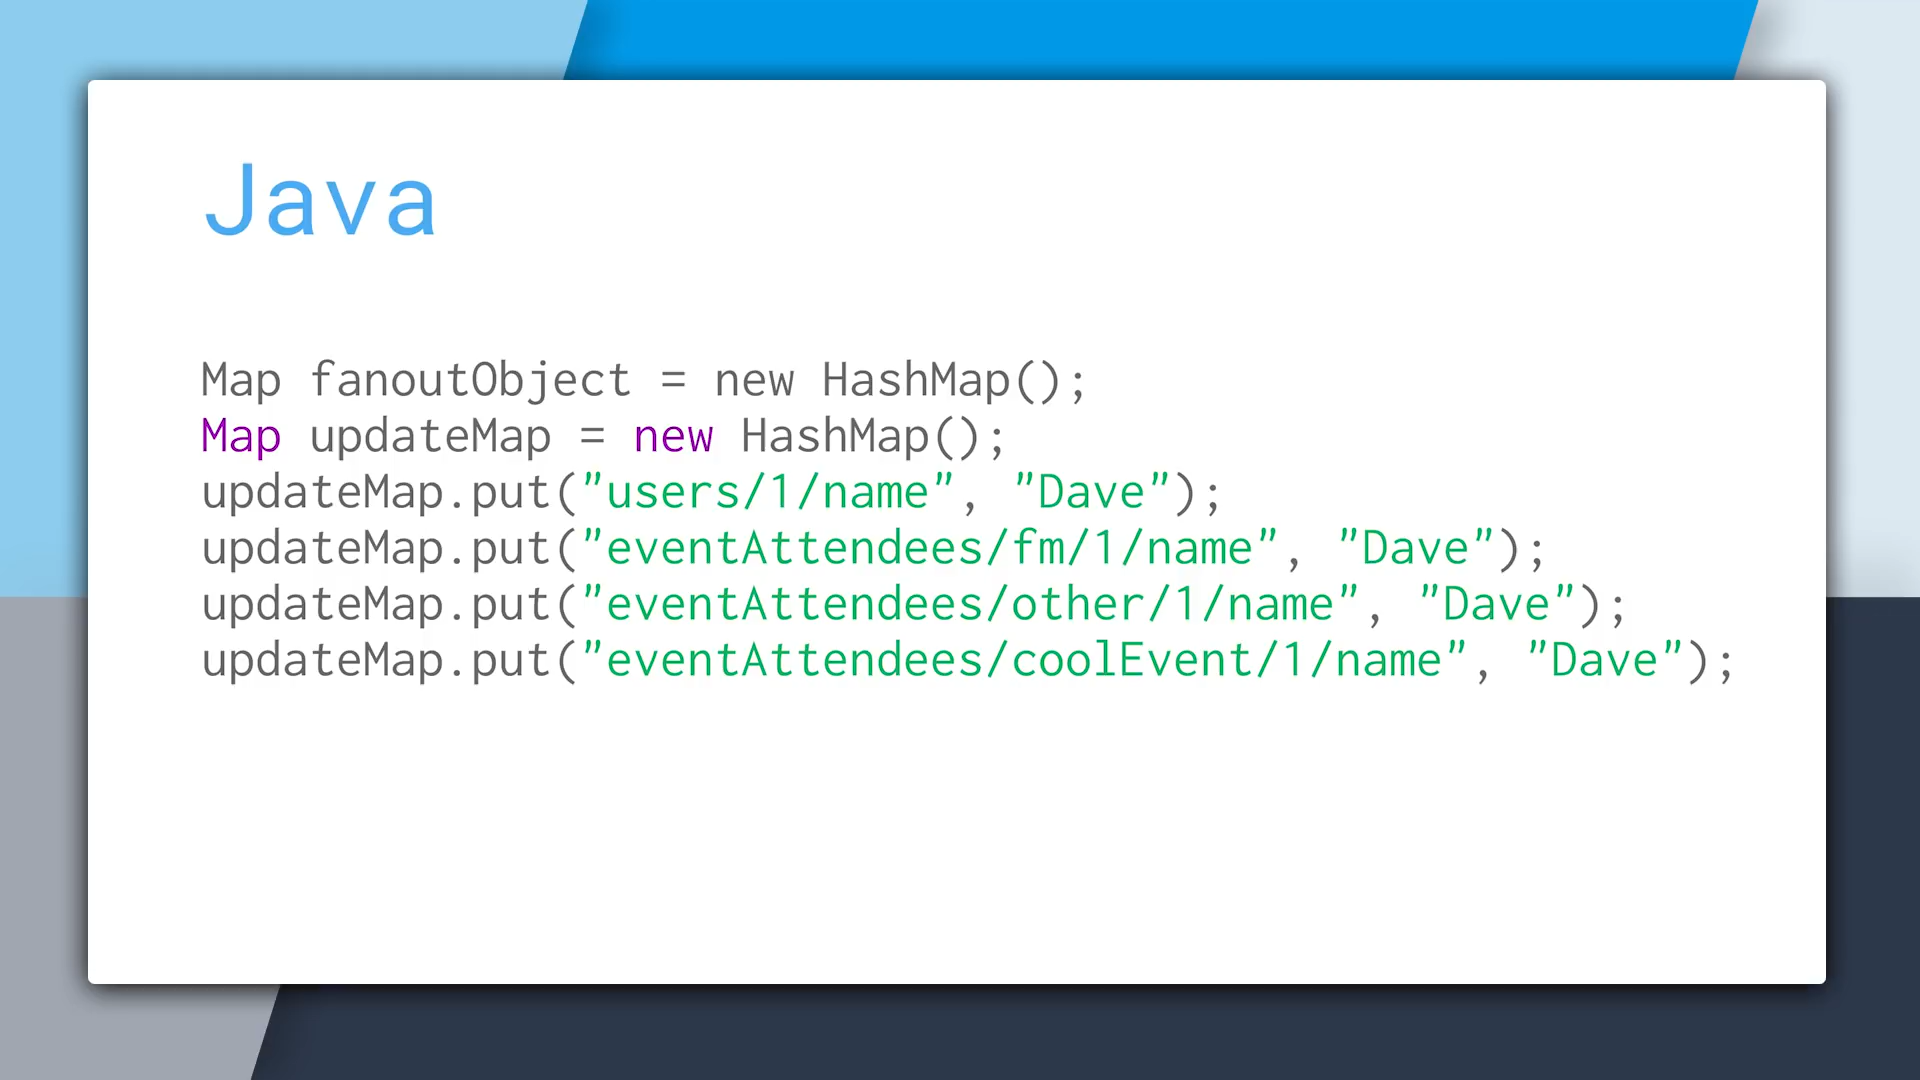 Java
Map fanoutObject = new HashMap();
Map updateMap = new HashMap();
updateMap.put("users/1/name", "Dave");
updateMap.put("eventAttendees/fm/1/name", "Dave");
updateMap.put("eventAttendees/other/1/name", "Dave");
updateMap.put("eventAttendees/coolEvent/1/name", "Dave");